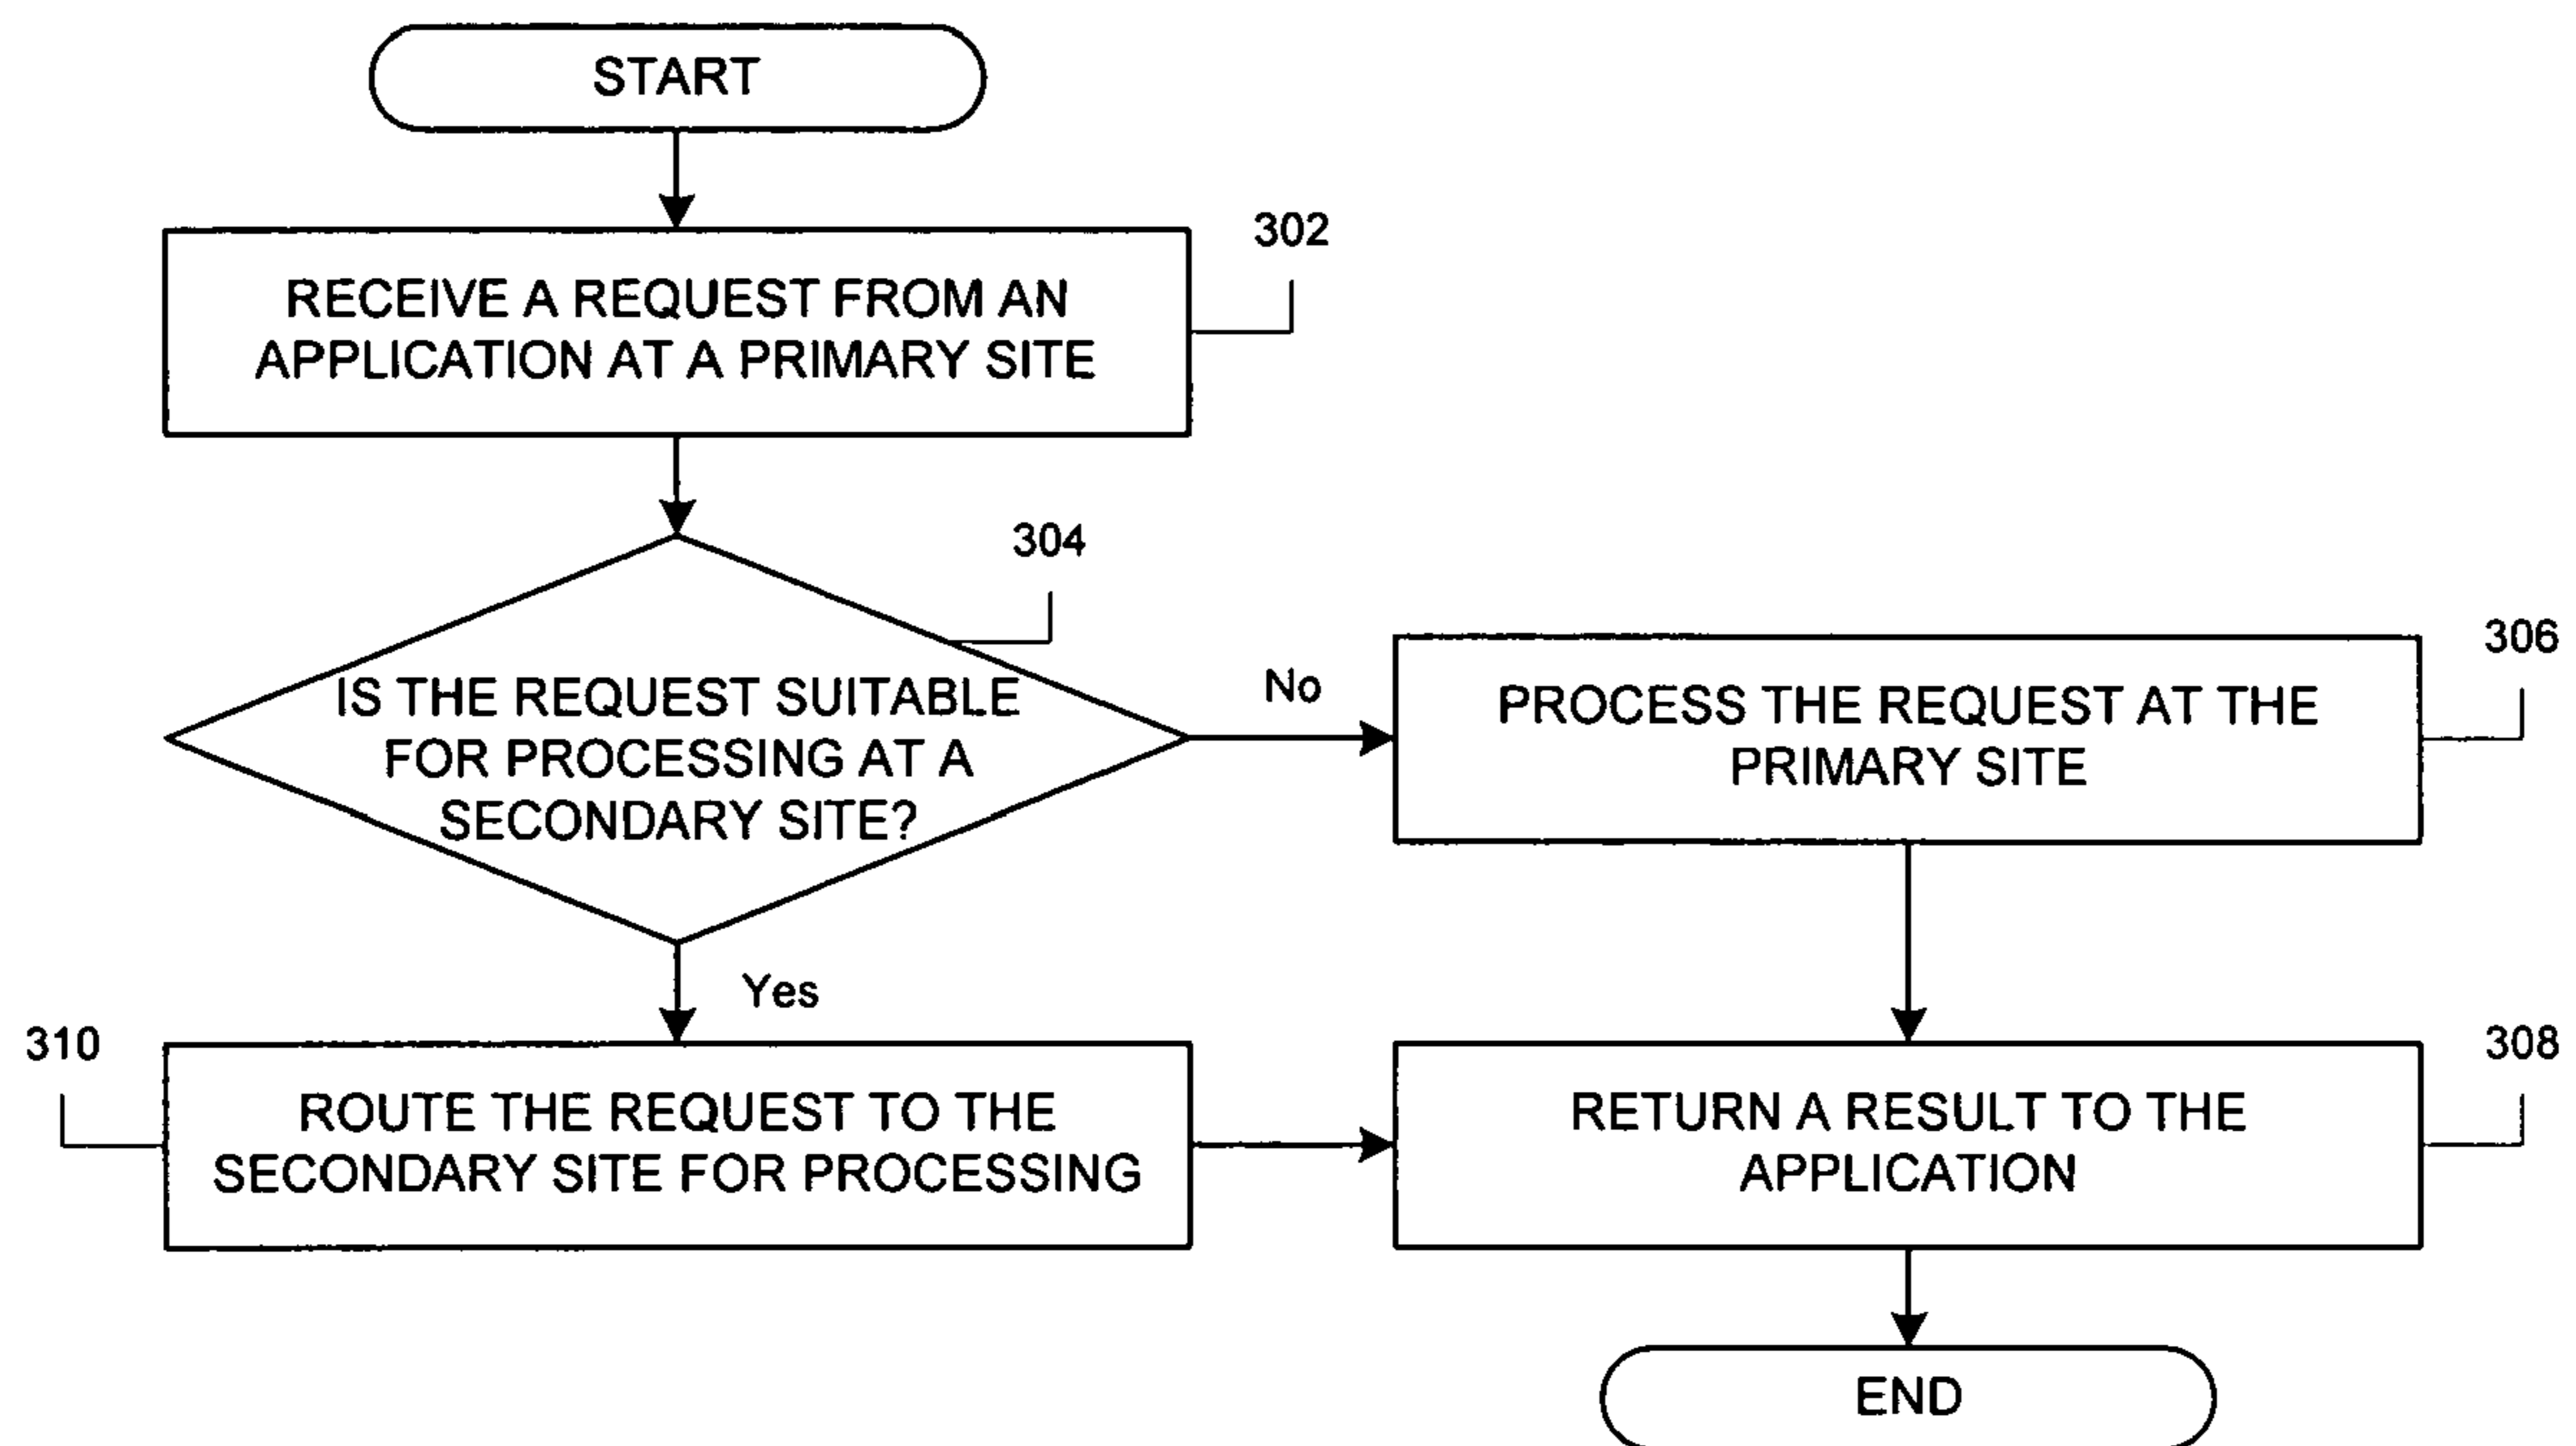 START
302
RECEIVE A REQUEST FROM AN
APPLICATION AT A PRIMARY SITE
304
IS THE REQUEST SUITABLE
FOR PROCESSING AT A
SECONDARY SITE?
No
306
PROCESS THE REQUEST AT THE
PRIMARY SITE
Yes
310
ROUTE THE REQUEST TO THE
SECONDARY SITE FOR PROCESSING
308
RETURN A RESULT TO THE
APPLICATION
END